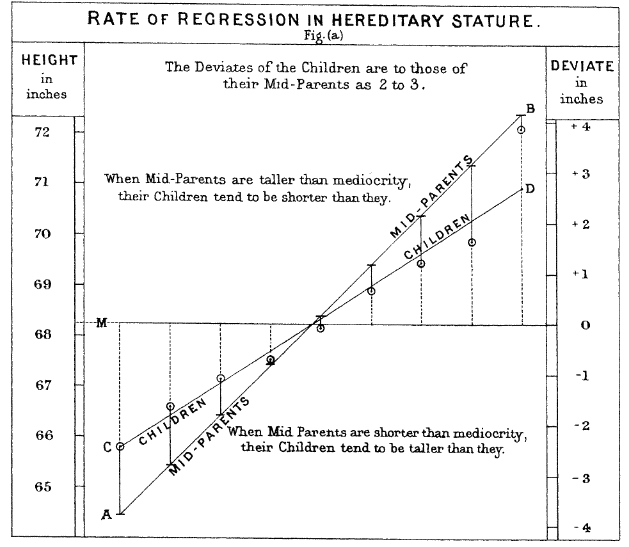 RATE OF REGRESSION IN HEREDITARY STATURE.
Fig. (a)
HEIGHT
in
inches
The Deviates of the Children are to those of
their Mid-Parents as 2 to 3.
DEVIATE
in
inches
72
71
70
69
68
67
66
65
When Mid-Parents are taller than mediocrity,
their Children tend to be shorter than they.
B
D
MID-PARENTS
CHILDREN
M
C
A
CHILDREN
MID-PARENTS
When Mid Parents are shorter than mediocrity,
their Children tend to be taller than they.
+4
+3
+2
+1
0
-1
-2
-3
-4